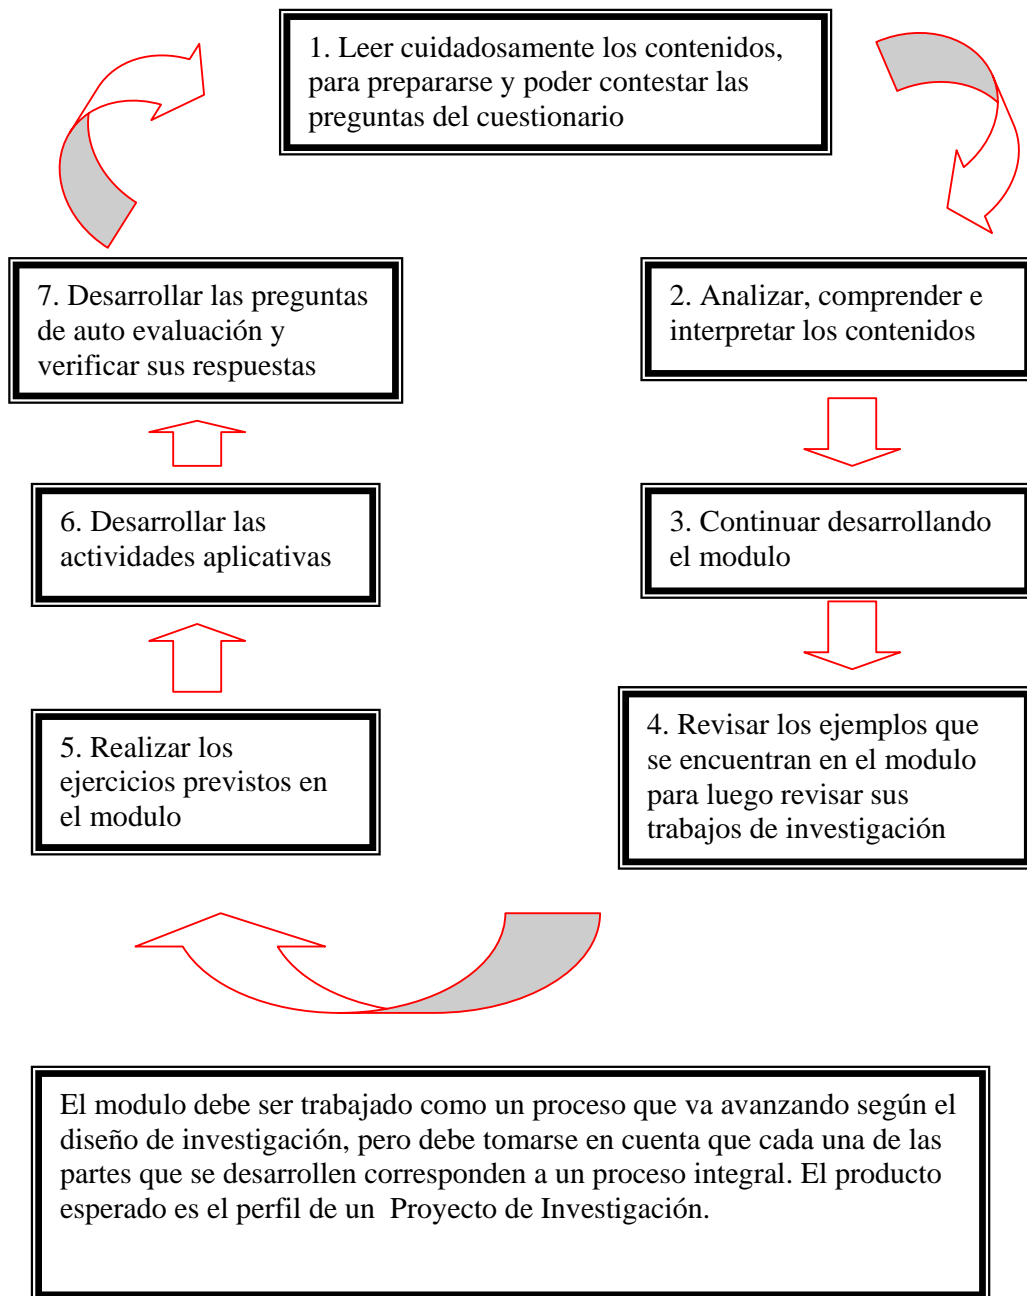 1. Leer cuidadosamente los contenidos,
para prepararse y poder contestar las
preguntas del cuestionario
2. Analizar, comprender e
interpretar los contenidos
3. Continuar desarrollando
el modulo
4. Revisar los ejemplos que
se encuentran en el modulo
para luego revisar sus
trabajos de investigación
5. Realizar los
ejercicios previstos en
el modulo
6. Desarrollar las
actividades aplicativas
7. Desarrollar las preguntas
de auto evaluación y
verificar sus respuestas
El modulo debe ser trabajado como un proceso que va avanzando según el
diseño de investigación, pero debe tomarse en cuenta que cada una de las
partes que se desarrollen corresponden a un proceso integral. El producto
esperado es el perfil de un Proyecto de Investigación.